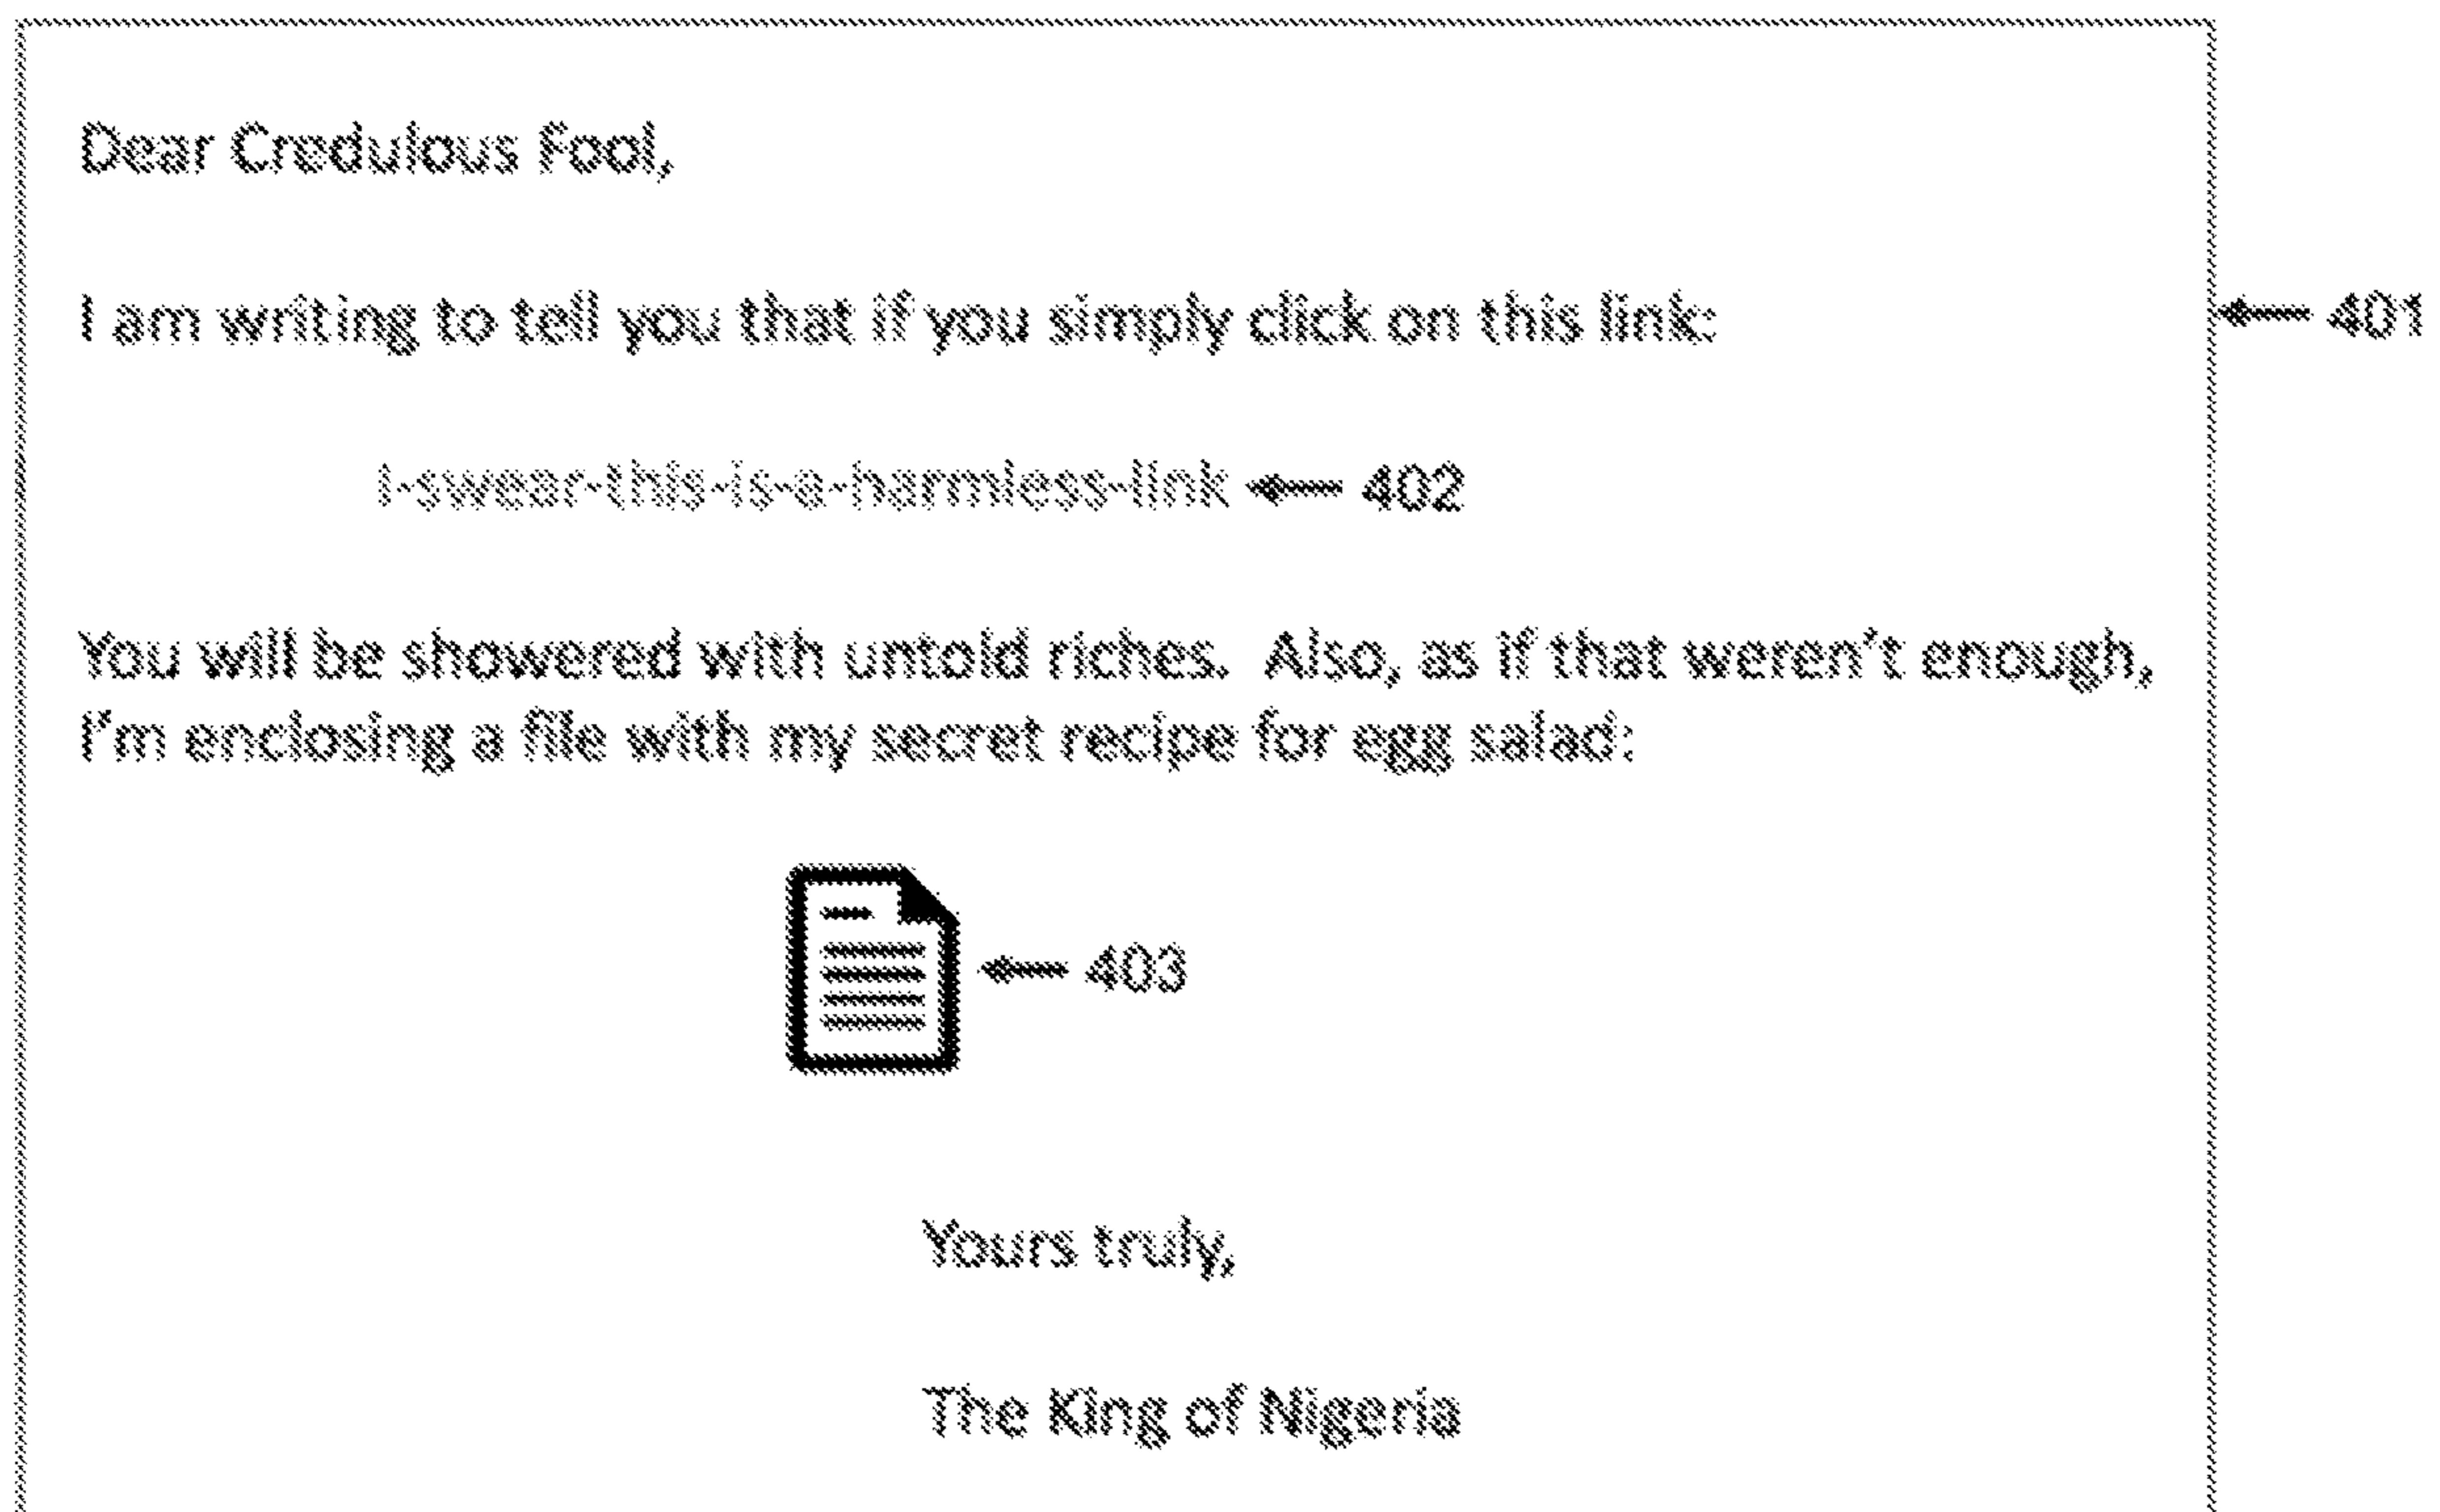 Dear Credulous Fool,
I am writing to tell you that if you simply click on this link:
401
i-swear-this-is-a-harmless-link 402
You will be showered with untold riches.  Also, as if that weren't enough,
I'm enclosing a file with my secret recipe for egg salad:
403
Yours truly,
The King of Nigeria